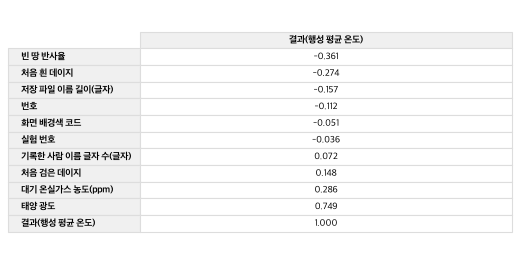 결과(행성 평균 온도)
빈 땅 반사율 -0.361
처음 흰 데이지 -0.274
저장 파일 이름 길이(글자) -0.157
번호 -0.112
화면 배경색 코드 -0.051
실험 번호 -0.036
기록한 사람 이름 글자 수(글자) 0.072
처음 검은 데이지 0.148
대기 온실가스 농도(ppm) 0.286
태양 광도 0.749
결과(행성 평균 온도) 1.000